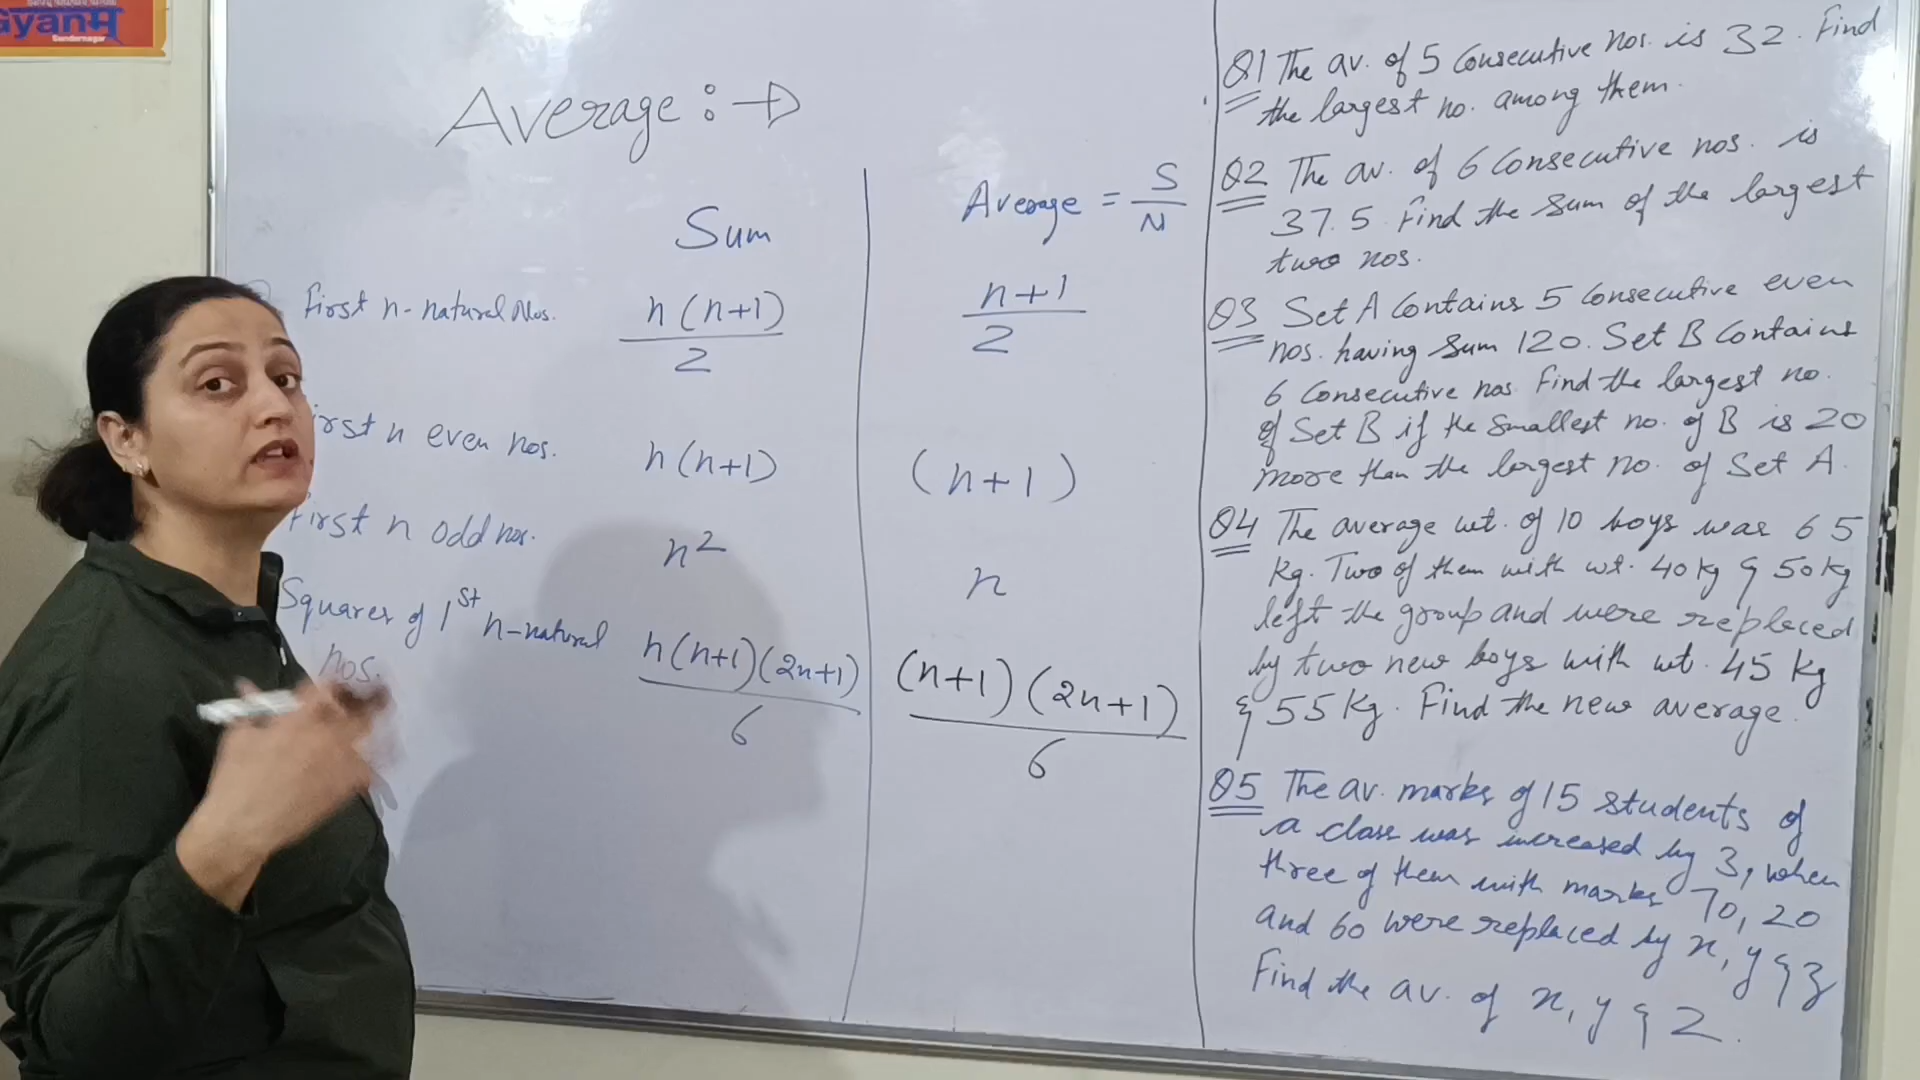 Gyanम
Sundernagar
Average :→
Sum
Average = S/N
First n-natural Nos.
n(n+1)/2
n+1/2
irst n even nos.
n(n+1)
(n+1)
First n odd nos.
n²
n
Squares of 1st n-natural
nos.
n(n+1)(2n+1)/6
(n+1)(2n+1)/6
Q1 The av. of 5 Consecutive nos. is 32. Find
the largest no. among them.
Q2 The av. of 6 Consecutive nos. is
37.5. Find the sum of the largest
two nos.
Q3 Set A Contains 5 Consecutive even
nos. having Sum 120. Set B Contains
6 Consecutive nos. Find the largest no.
of Set B if the Smallest no. of B is 20
more than the largest no. of Set A.
Q4 The average wt. of 10 boys was 65
kg. Two of them with wt. 40kg & 50kg
left the group and were replaced
by two new boys with wt. 45 kg
& 55 Kg. Find the new average.
Q5 The av. marks of 15 students of
a class was increased by 3, when
three of them with marks 70, 20
and 60 were replaced by x, y & z
Find the av. of x, y & z.